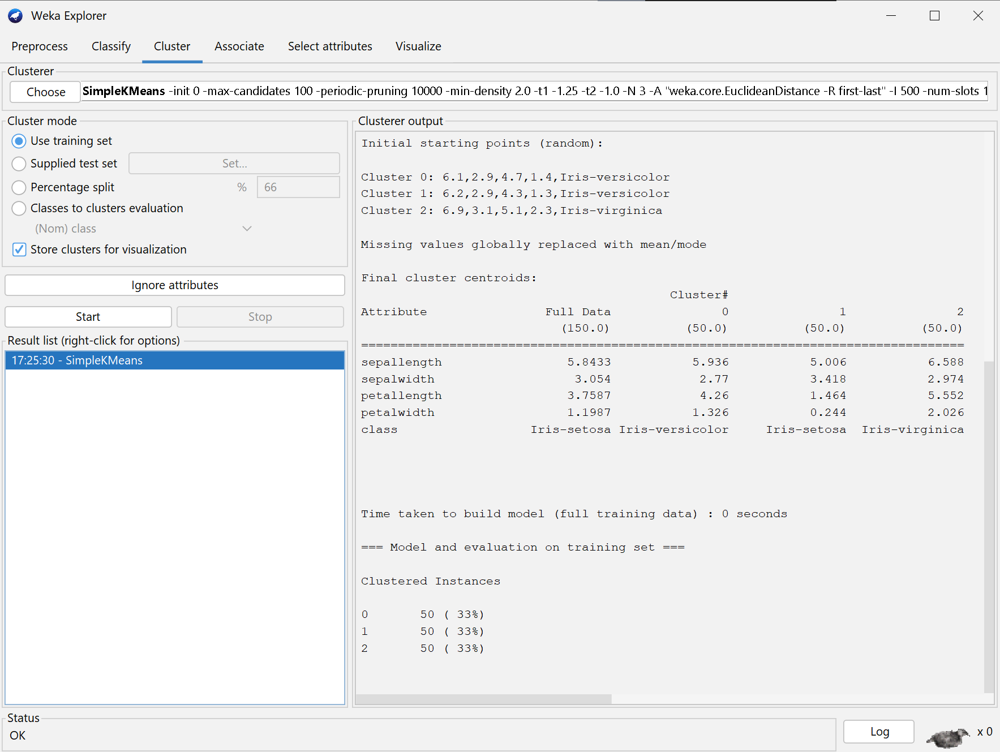 Weka Explorer
Preprocess Classify Cluster Associate Select attributes Visualize
Clusterer
Choose SimpleKMeans -init 0 -max-candidates 100 -periodic-pruning 10000 -min-density 2.0 -t1 -1.25 -t2 -1.0 -N 3 -A "weka.core.EuclideanDistance -R first-last" -I 500 -num-slots 1
Cluster mode
Use training set
Supplied test set Set...
Percentage split % 66
Classes to clusters evaluation
(Nom) class
Store clusters for visualization
Ignore attributes
Start Stop
Result list (right-click for options)
17:25:30 - SimpleKMeans
Clusterer output
Initial starting points (random):
Cluster 0: 6.1,2.9,4.7,1.4,Iris-versicolor
Cluster 1: 6.2,2.9,4.3,1.3,Iris-versicolor
Cluster 2: 6.9,3.1,5.1,2.3,Iris-virginica
Missing values globally replaced with mean/mode
Final cluster centroids:
Cluster#
Attribute Full Data 0 1 2
(150.0) (50.0) (50.0) (50.0)
==================================================================================
sepallength 5.8433 5.936 5.006 6.588
sepalwidth 3.054 2.77 3.418 2.974
petallength 3.7587 4.26 1.464 5.552
petalwidth 1.1987 1.326 0.244 2.026
class Iris-setosa Iris-versicolor Iris-setosa Iris-virginica
Time taken to build model (full training data) : 0 seconds
=== Model and evaluation on training set ===
Clustered Instances
0 50 ( 33%)
1 50 ( 33%)
2 50 ( 33%)
Status
OK
Log x 0